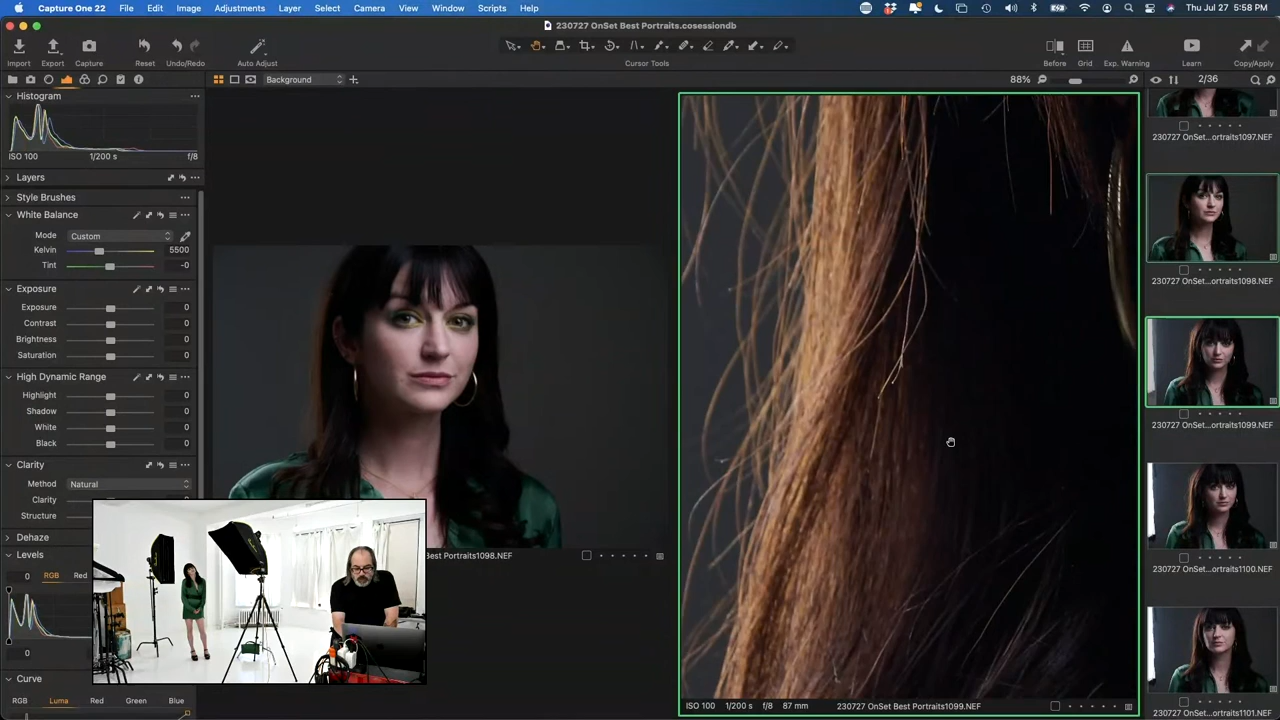 Capture One 22 File Edit View Image Adjustments Layer Select Camera Window Scripts Help Thu Jul 27 5:58 PM
230727 OnSet Best Portraits.cosessiondb
Import Export Capture Reset Undo/Redo Auto Adjust Cursor Tools Before Grid Exp. Warning Learn Copy/Apply
Background 88% 2/36
Histogram
ISO 100 1/200 s f/8
Layers
Style Brushes
White Balance
Mode Custom
Kelvin 5500
Tint -0
Exposure
Exposure 0
Contrast 0
Brightness 0
Saturation 0
High Dynamic Range
Highlight 0
Shadow 0
White 0
Black 0
Clarity
Method Natural
Clarity
Structure
Dehaze
Levels
0 RGB Red
0
Curve
RGB Luma Red Green Blue
Best Portraits1098.NEF
ISO 100 1/200 s f/8 87 mm 230727 OnSet Best Portraits1099.NEF
230727 OnSet...ortraits1097.NEF
230727 OnSet...ortraits1098.NEF
230727 OnSet...ortraits1099.NEF
230727 OnSet...ortraits1100.NEF
230727 OnSet...ortraits1101.NEF